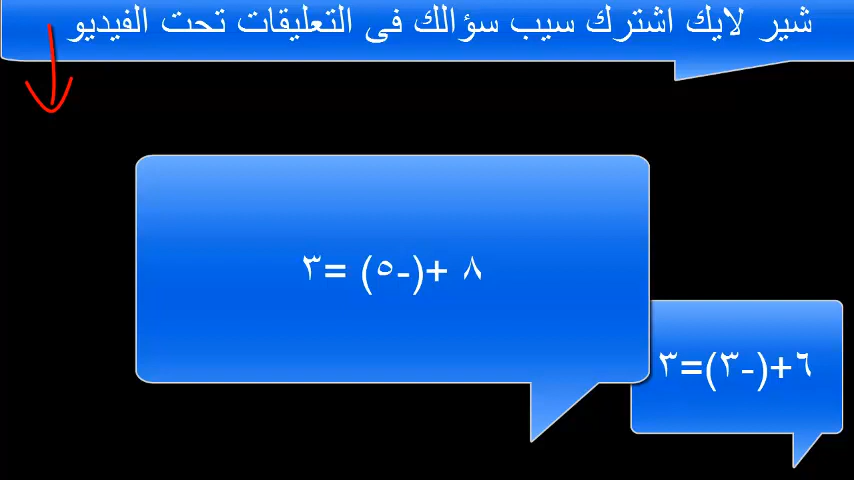 شير لايك اشترك سيب سؤالك فى التعليقات تحت الفيديو
٨ +(-٥) =٣
٦+(-٣)=٣